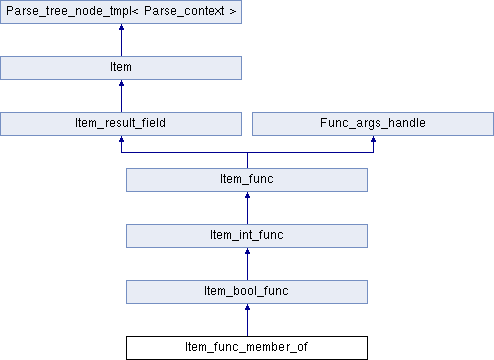 Parse_tree_node_tmpl< Parse_context >
Item
Item_result_field
Func_args_handle
Item_func
Item_int_func
Item_bool_func
Item_func_member_of